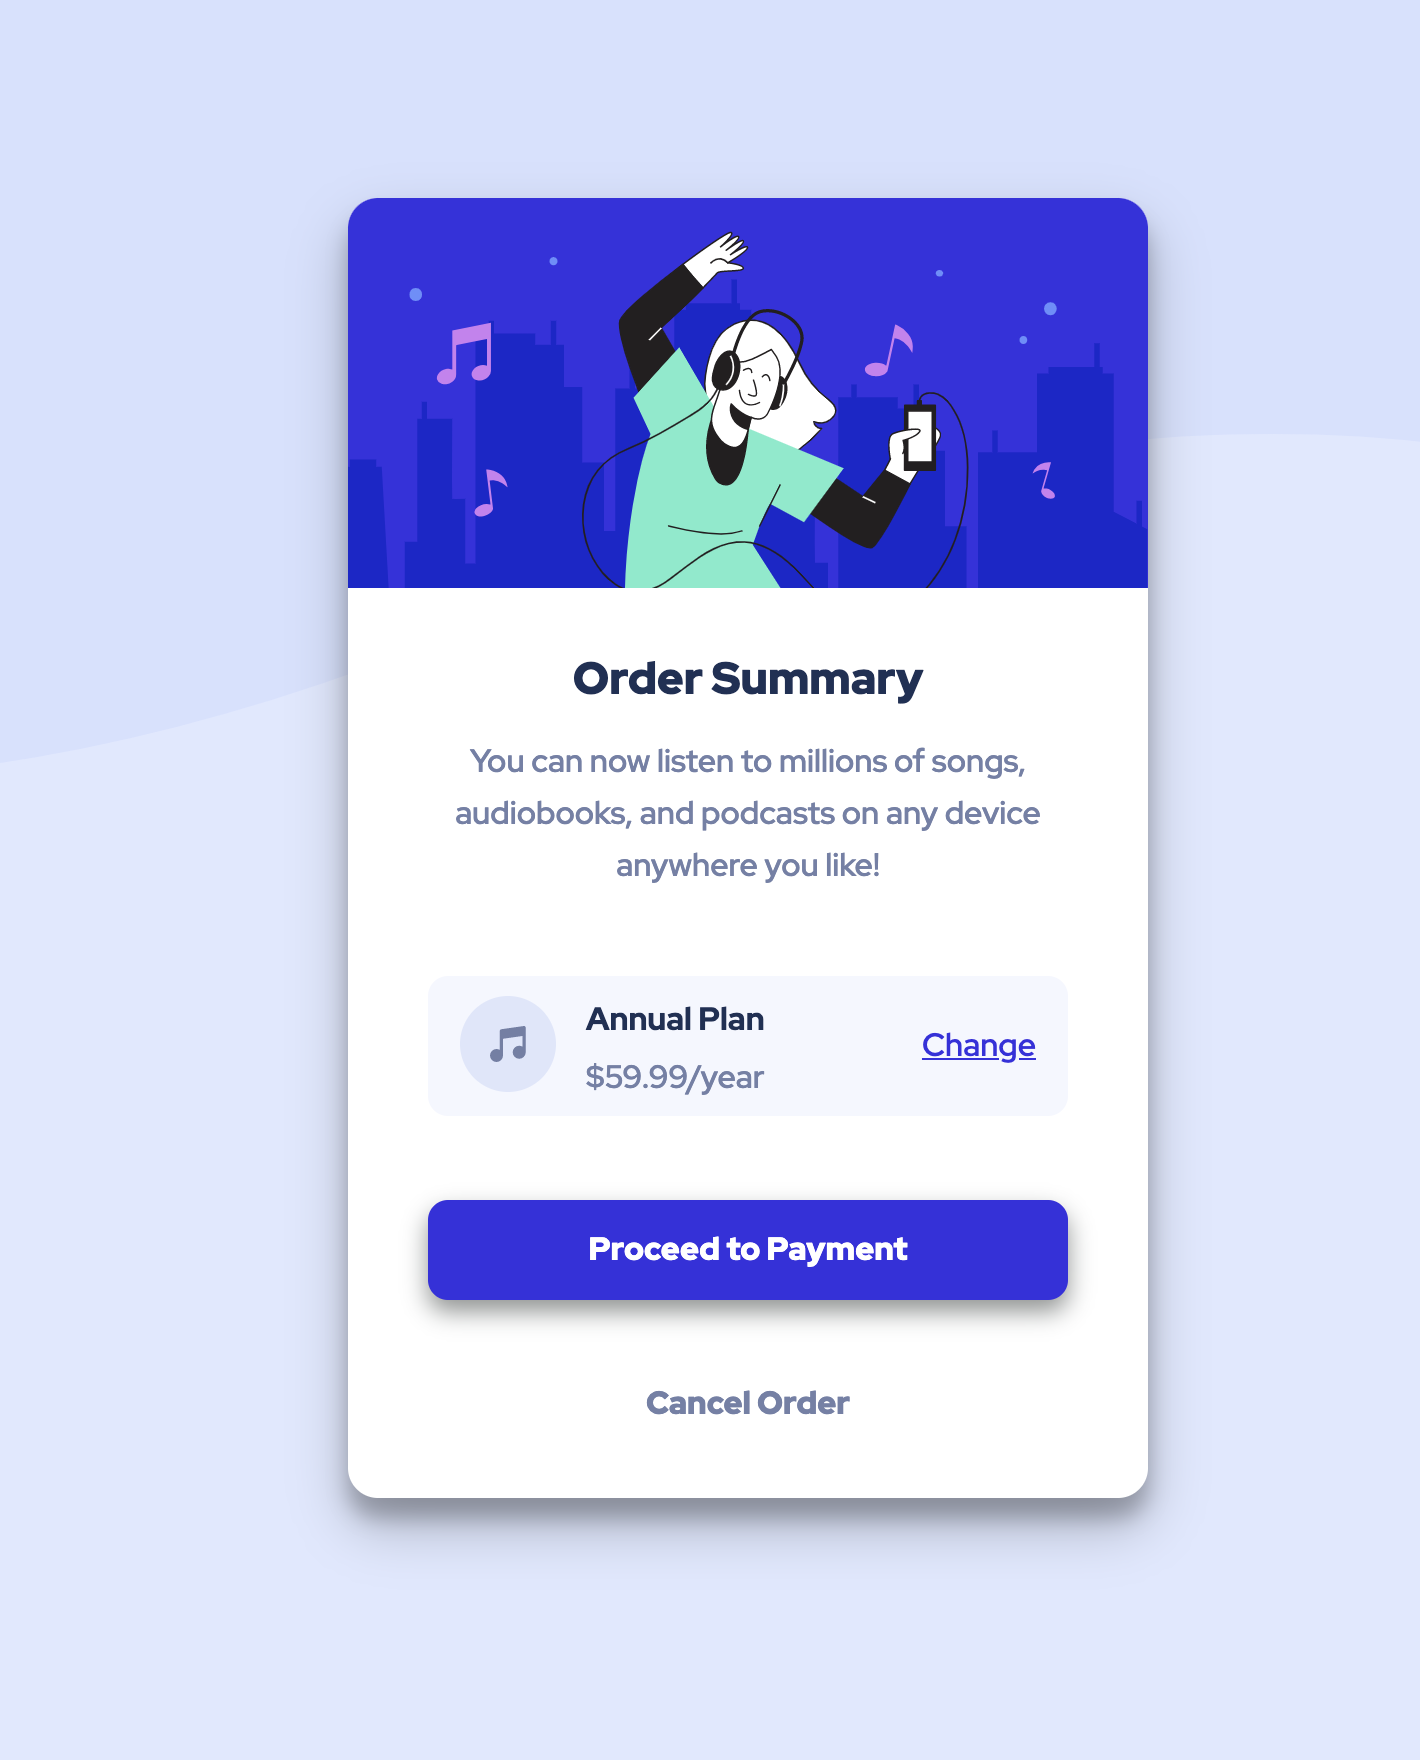 Order Summary
You can now listen to millions of songs,
audiobooks, and podcasts on any device
anywhere you like!
Annual Plan
$59.99/year
Change
Proceed to Payment
Cancel Order